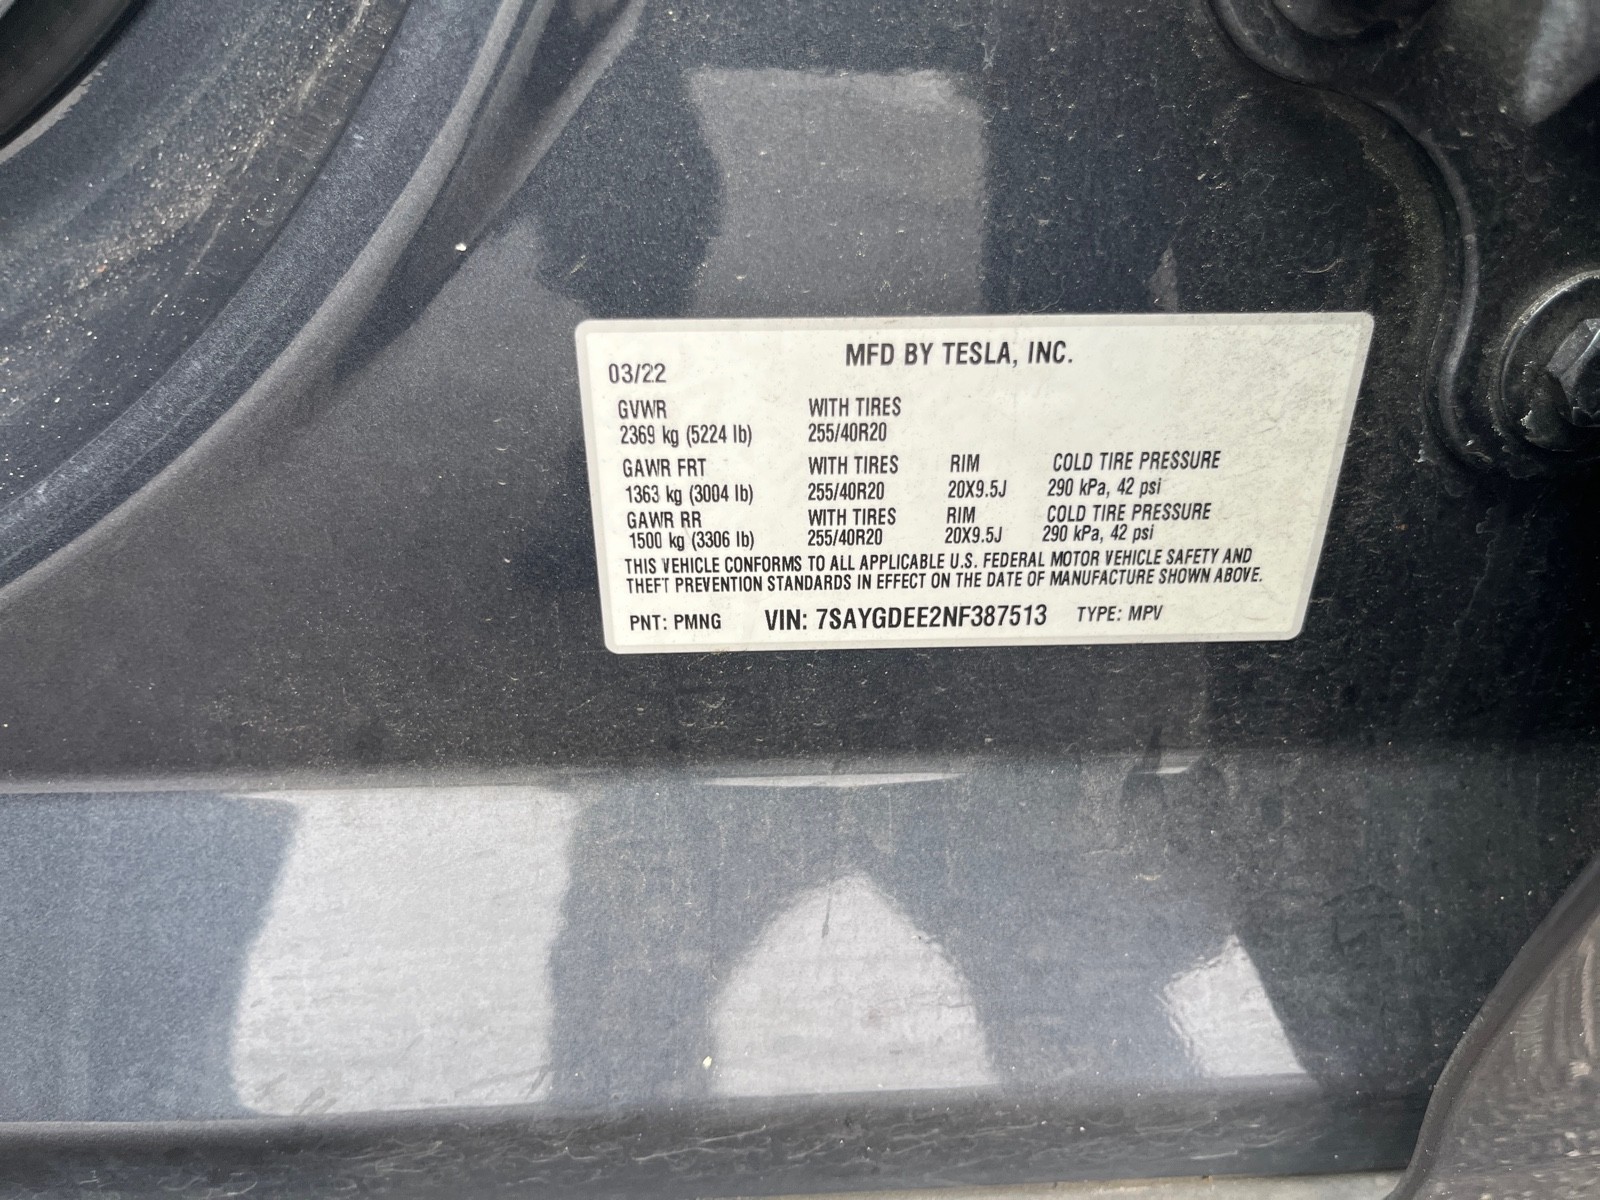 MFD BY TESLA, INC.
03/22
GVWR WITH TIRES
2369 kg (5224 lb) 255/40R20
GAWR FRT WITH TIRES RIM COLD TIRE PRESSURE
1363 kg (3004 lb) 255/40R20 20X9.5J 290 kPa, 42 psi
GAWR RR WITH TIRES RIM COLD TIRE PRESSURE
1500 kg (3306 lb) 255/40R20 20X9.5J 290 kPa, 42 psi
THIS VEHICLE CONFORMS TO ALL APPLICABLE U.S. FEDERAL MOTOR VEHICLE SAFETY AND
THEFT PREVENTION STANDARDS IN EFFECT ON THE DATE OF MANUFACTURE SHOWN ABOVE.
PNT: PMNG VIN: 7SAYGDEE2NF387513 TYPE: MPV